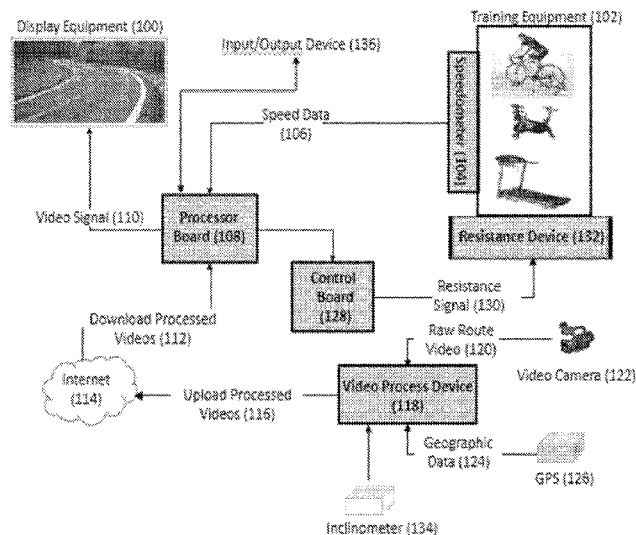 Display Equipment (100)
Training Equipment (102)
Input/Output Device (136)
Speedometer (104)
Speed Data
(106)
Video Signal (110)
Processor
Board (108)
Resistance Device (132)
Control
Board
(128)
Resistance
Signal (130)
Download Processed
Videos (112)
Raw Route
Video (120)
Video Camera (122)
Internet
(114)
Upload Processed
Videos (116)
Video Process Device
(118)
Geographic
Data (124)
GPS (126)
Inclinometer (134)